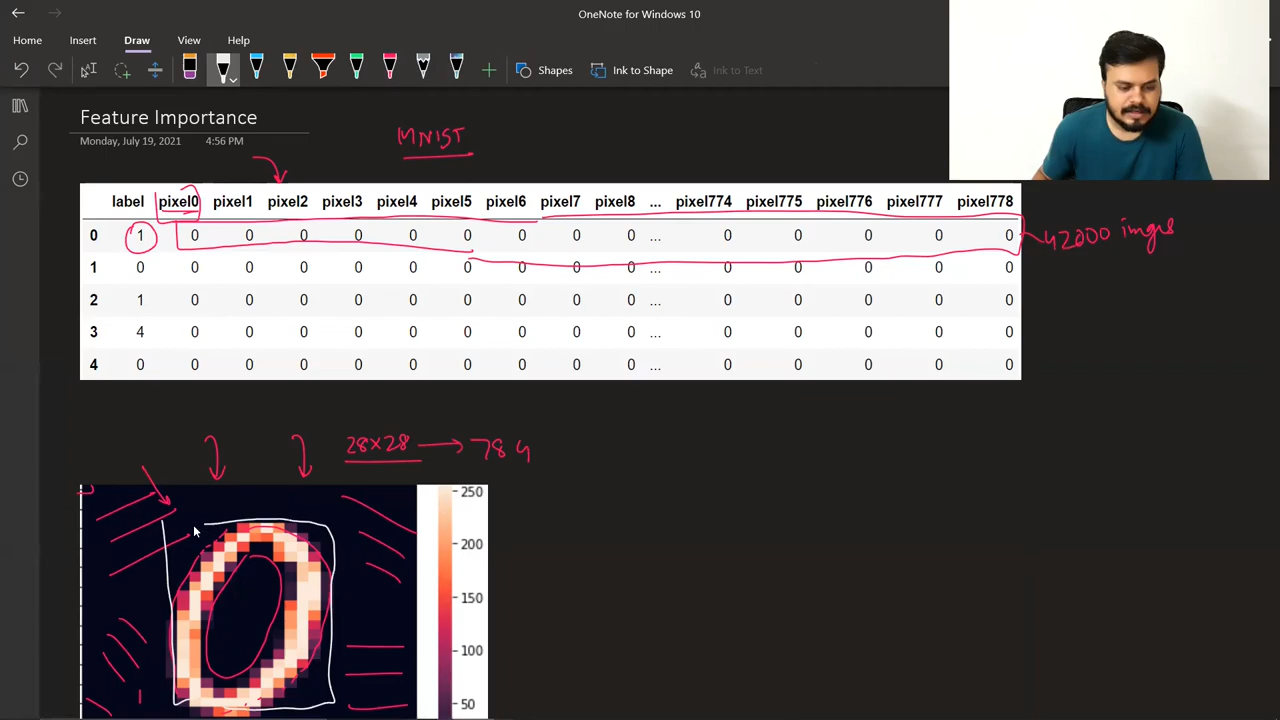 OneNote for Windows 10
Home Insert Draw View Help
Shapes Ink to Shape Ink to Text
Feature Importance
Monday, July 19, 2021 4:56 PM
MNIST
label pixel0 pixel1 pixel2 pixel3 pixel4 pixel5 pixel6 pixel7 pixel8 ... pixel774 pixel775 pixel776 pixel777 pixel778
0 1 0 0 0 0 0 0 0 0 0 ... 0 0 0 0 0
42000 imgs
1 0 0 0 0 0 0 0 0 0 0 ... 0 0 0 0 0
2 1 0 0 0 0 0 0 0 0 0 ... 0 0 0 0 0
3 4 0 0 0 0 0 0 0 0 0 ... 0 0 0 0 0
4 0 0 0 0 0 0 0 0 0 0 ... 0 0 0 0 0
28×28 → 784
250
200
150
100
50